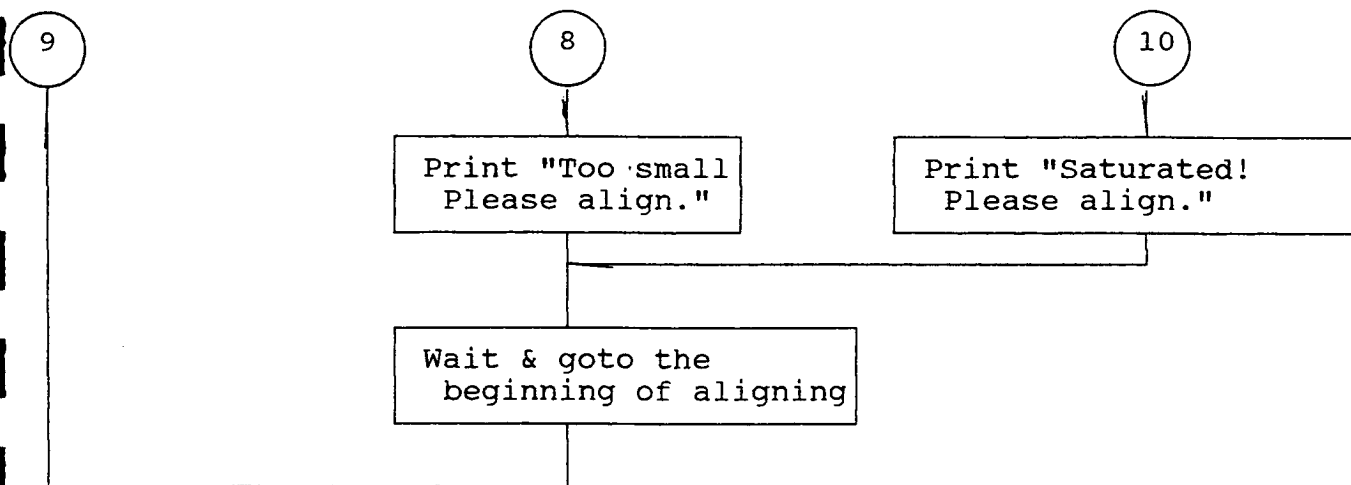 9
8
10
Print "Too small
Please align."
Print "Saturated!
Please align."
Wait & goto the
beginning of aligning